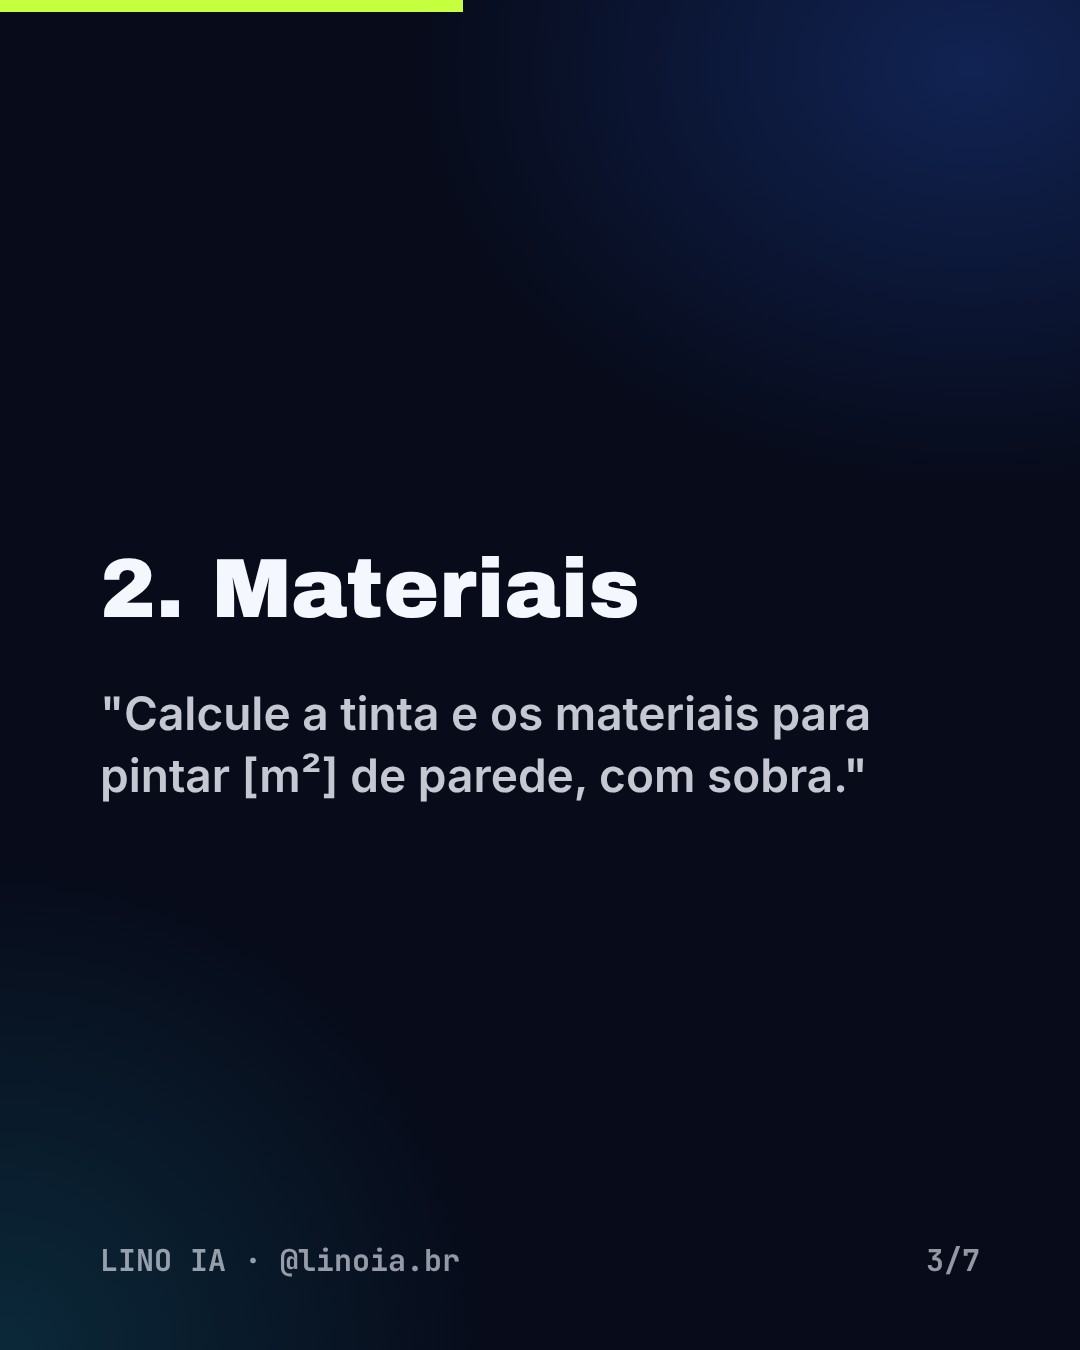 2. Materiais
"Calcule a tinta e os materiais para
pintar [m²] de parede, com sobra."
LINO IA · @linoia.br
3/7